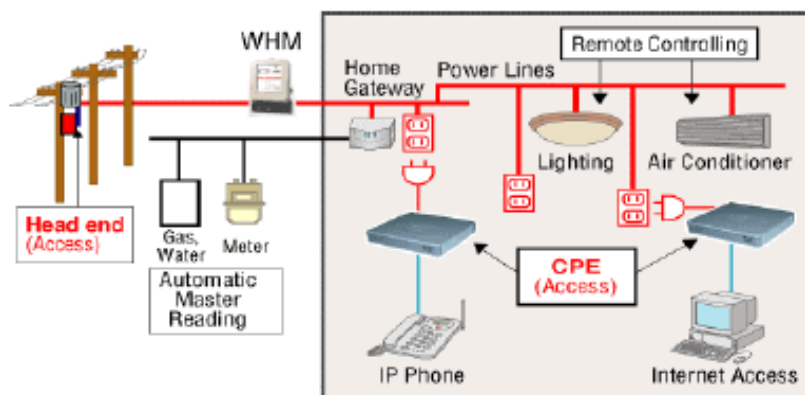 WHM
Home
Gateway
Power Lines
Remote Controlling
Lighting
Air Conditioner
Head end
(Access)
Gas,
Water
Meter
Automatic
Master
Reading
CPE
(Access)
IP Phone
Internet Access